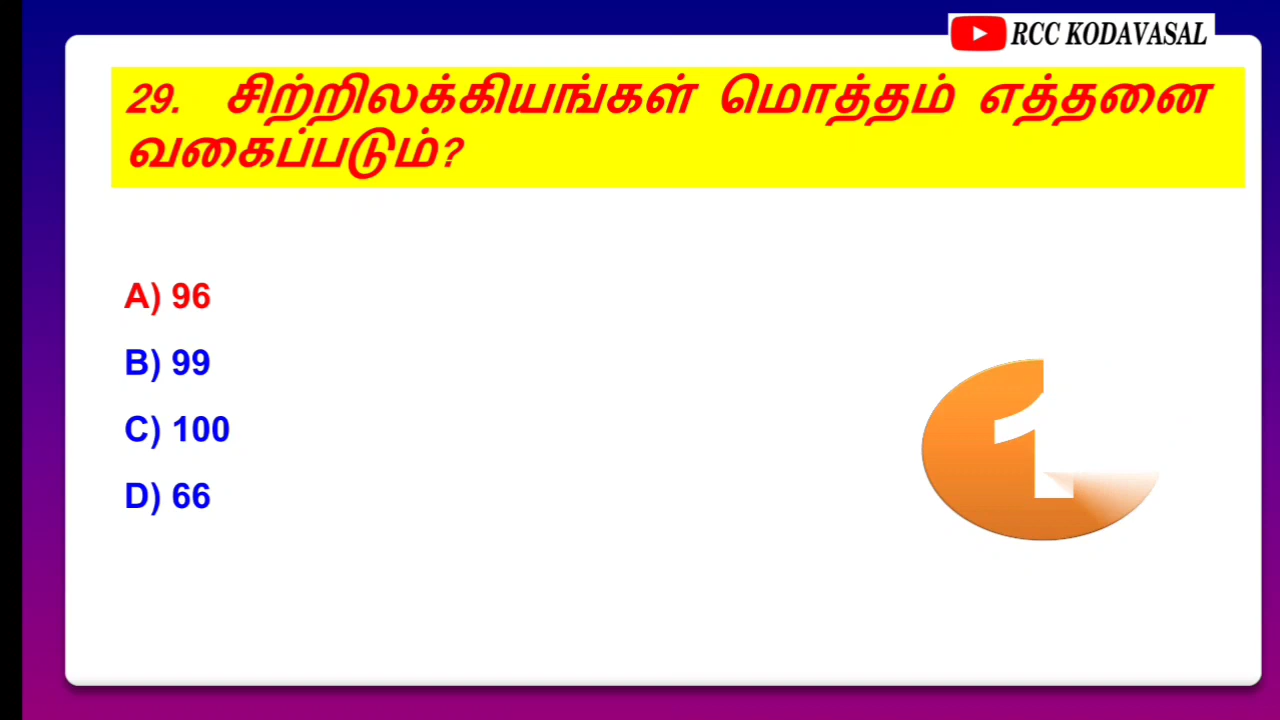 RCC KODAVASAL
29. சிற்றிலக்கியங்கள் மொத்தம் எத்தனை
வகைப்படும்?
A) 96
B) 99
C) 100
D) 66
1